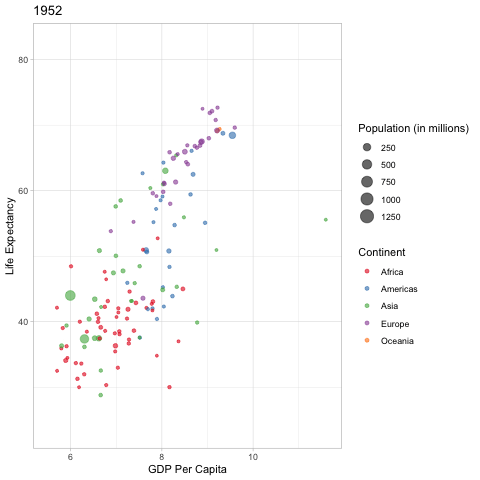 1952
Life Expectancy
80
60
40
6 8 10
GDP Per Capita
Population (in millions)
250
500
750
1000
1250
Continent
Africa
Americas
Asia
Europe
Oceania